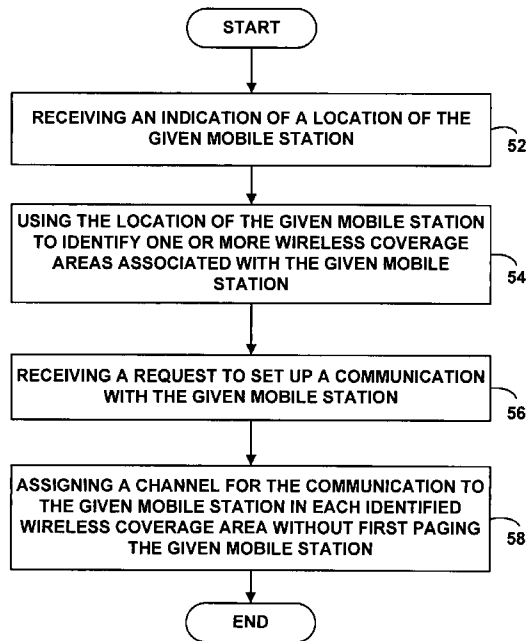 START
RECEIVING AN INDICATION OF A LOCATION OF THE
GIVEN MOBILE STATION
52
USING THE LOCATION OF THE GIVEN MOBILE STATION
TO IDENTIFY ONE OR MORE WIRELESS COVERAGE
AREAS ASSOCIATED WITH THE GIVEN MOBILE
STATION
54
RECEIVING A REQUEST TO SET UP A COMMUNICATION
WITH THE GIVEN MOBILE STATION
56
ASSIGNING A CHANNEL FOR THE COMMUNICATION TO
THE GIVEN MOBILE STATION IN EACH IDENTIFIED
WIRELESS COVERAGE AREA WITHOUT FIRST PAGING
THE GIVEN MOBILE STATION
58
END